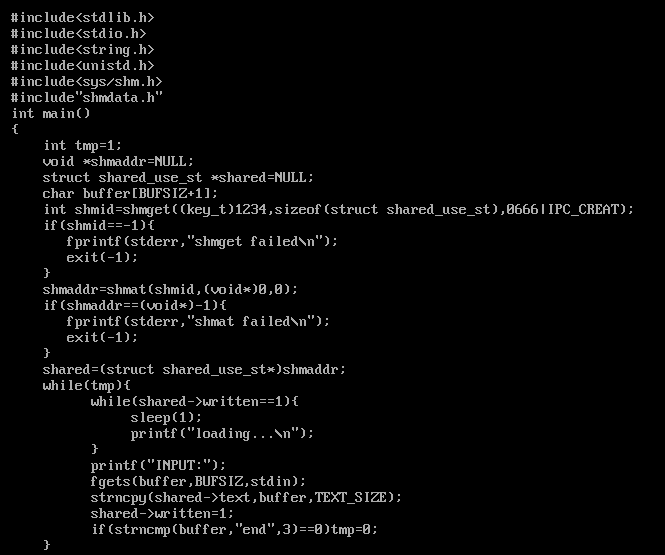 #include<stdlib.h>
#include<stdio.h>
#include<string.h>
#include<unistd.h>
#include<sys/shm.h>
#include"shmdata.h"
int main()
{
    int tmp=1;
    void *shmaddr=NULL;
    struct shared_use_st *shared=NULL;
    char buffer[BUFSIZ+1];
    int shmid=shmget((key_t)1234,sizeof(struct shared_use_st),0666|IPC_CREAT);
    if(shmid==-1){
       fprintf(stderr,"shmget failed\n");
       exit(-1);
    }
    shmaddr=shmat(shmid,(void*)0,0);
    if(shmaddr==(void*)-1){
       fprintf(stderr,"shmat failed\n");
       exit(-1);
    }
    shared=(struct shared_use_st*)shmaddr;
    while(tmp){
          while(shared->written==1){
               sleep(1);
               printf("loading...\n");
          }
          printf("INPUT:");
          fgets(buffer,BUFSIZ,stdin);
          strncpy(shared->text,buffer,TEXT_SIZE);
          shared->written=1;
          if(strncmp(buffer,"end",3)==0)tmp=0;
    }